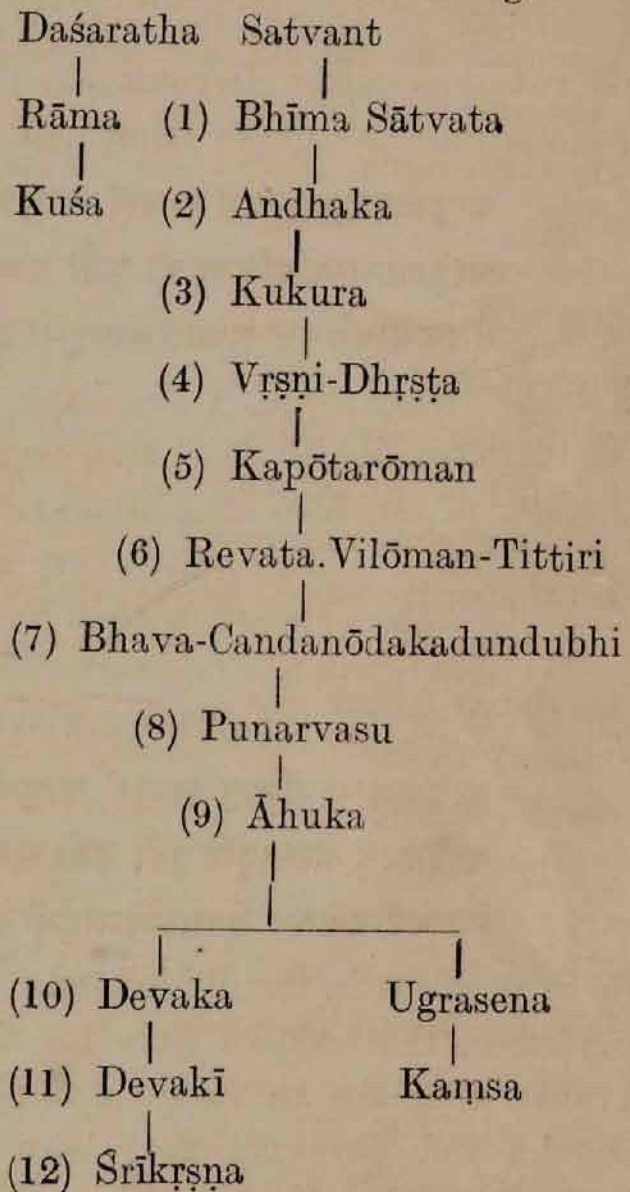 Daśaratha Satvant
Rāma (1) Bhīma Sātvata
Kuśa (2) Andhaka
(3) Kukura
(4) Vṛṣṇi-Dhṛṣṭa
(5) Kapōtarōman
(6) Revata.Vilōman-Tittiri
(7) Bhava-Candanōdakadundubhi
(8) Punarvasu
(9) Āhuka
(10) Devaka Ugrasena
(11) Devakī Kaṃsa
(12) Śrīkṛṣṇa